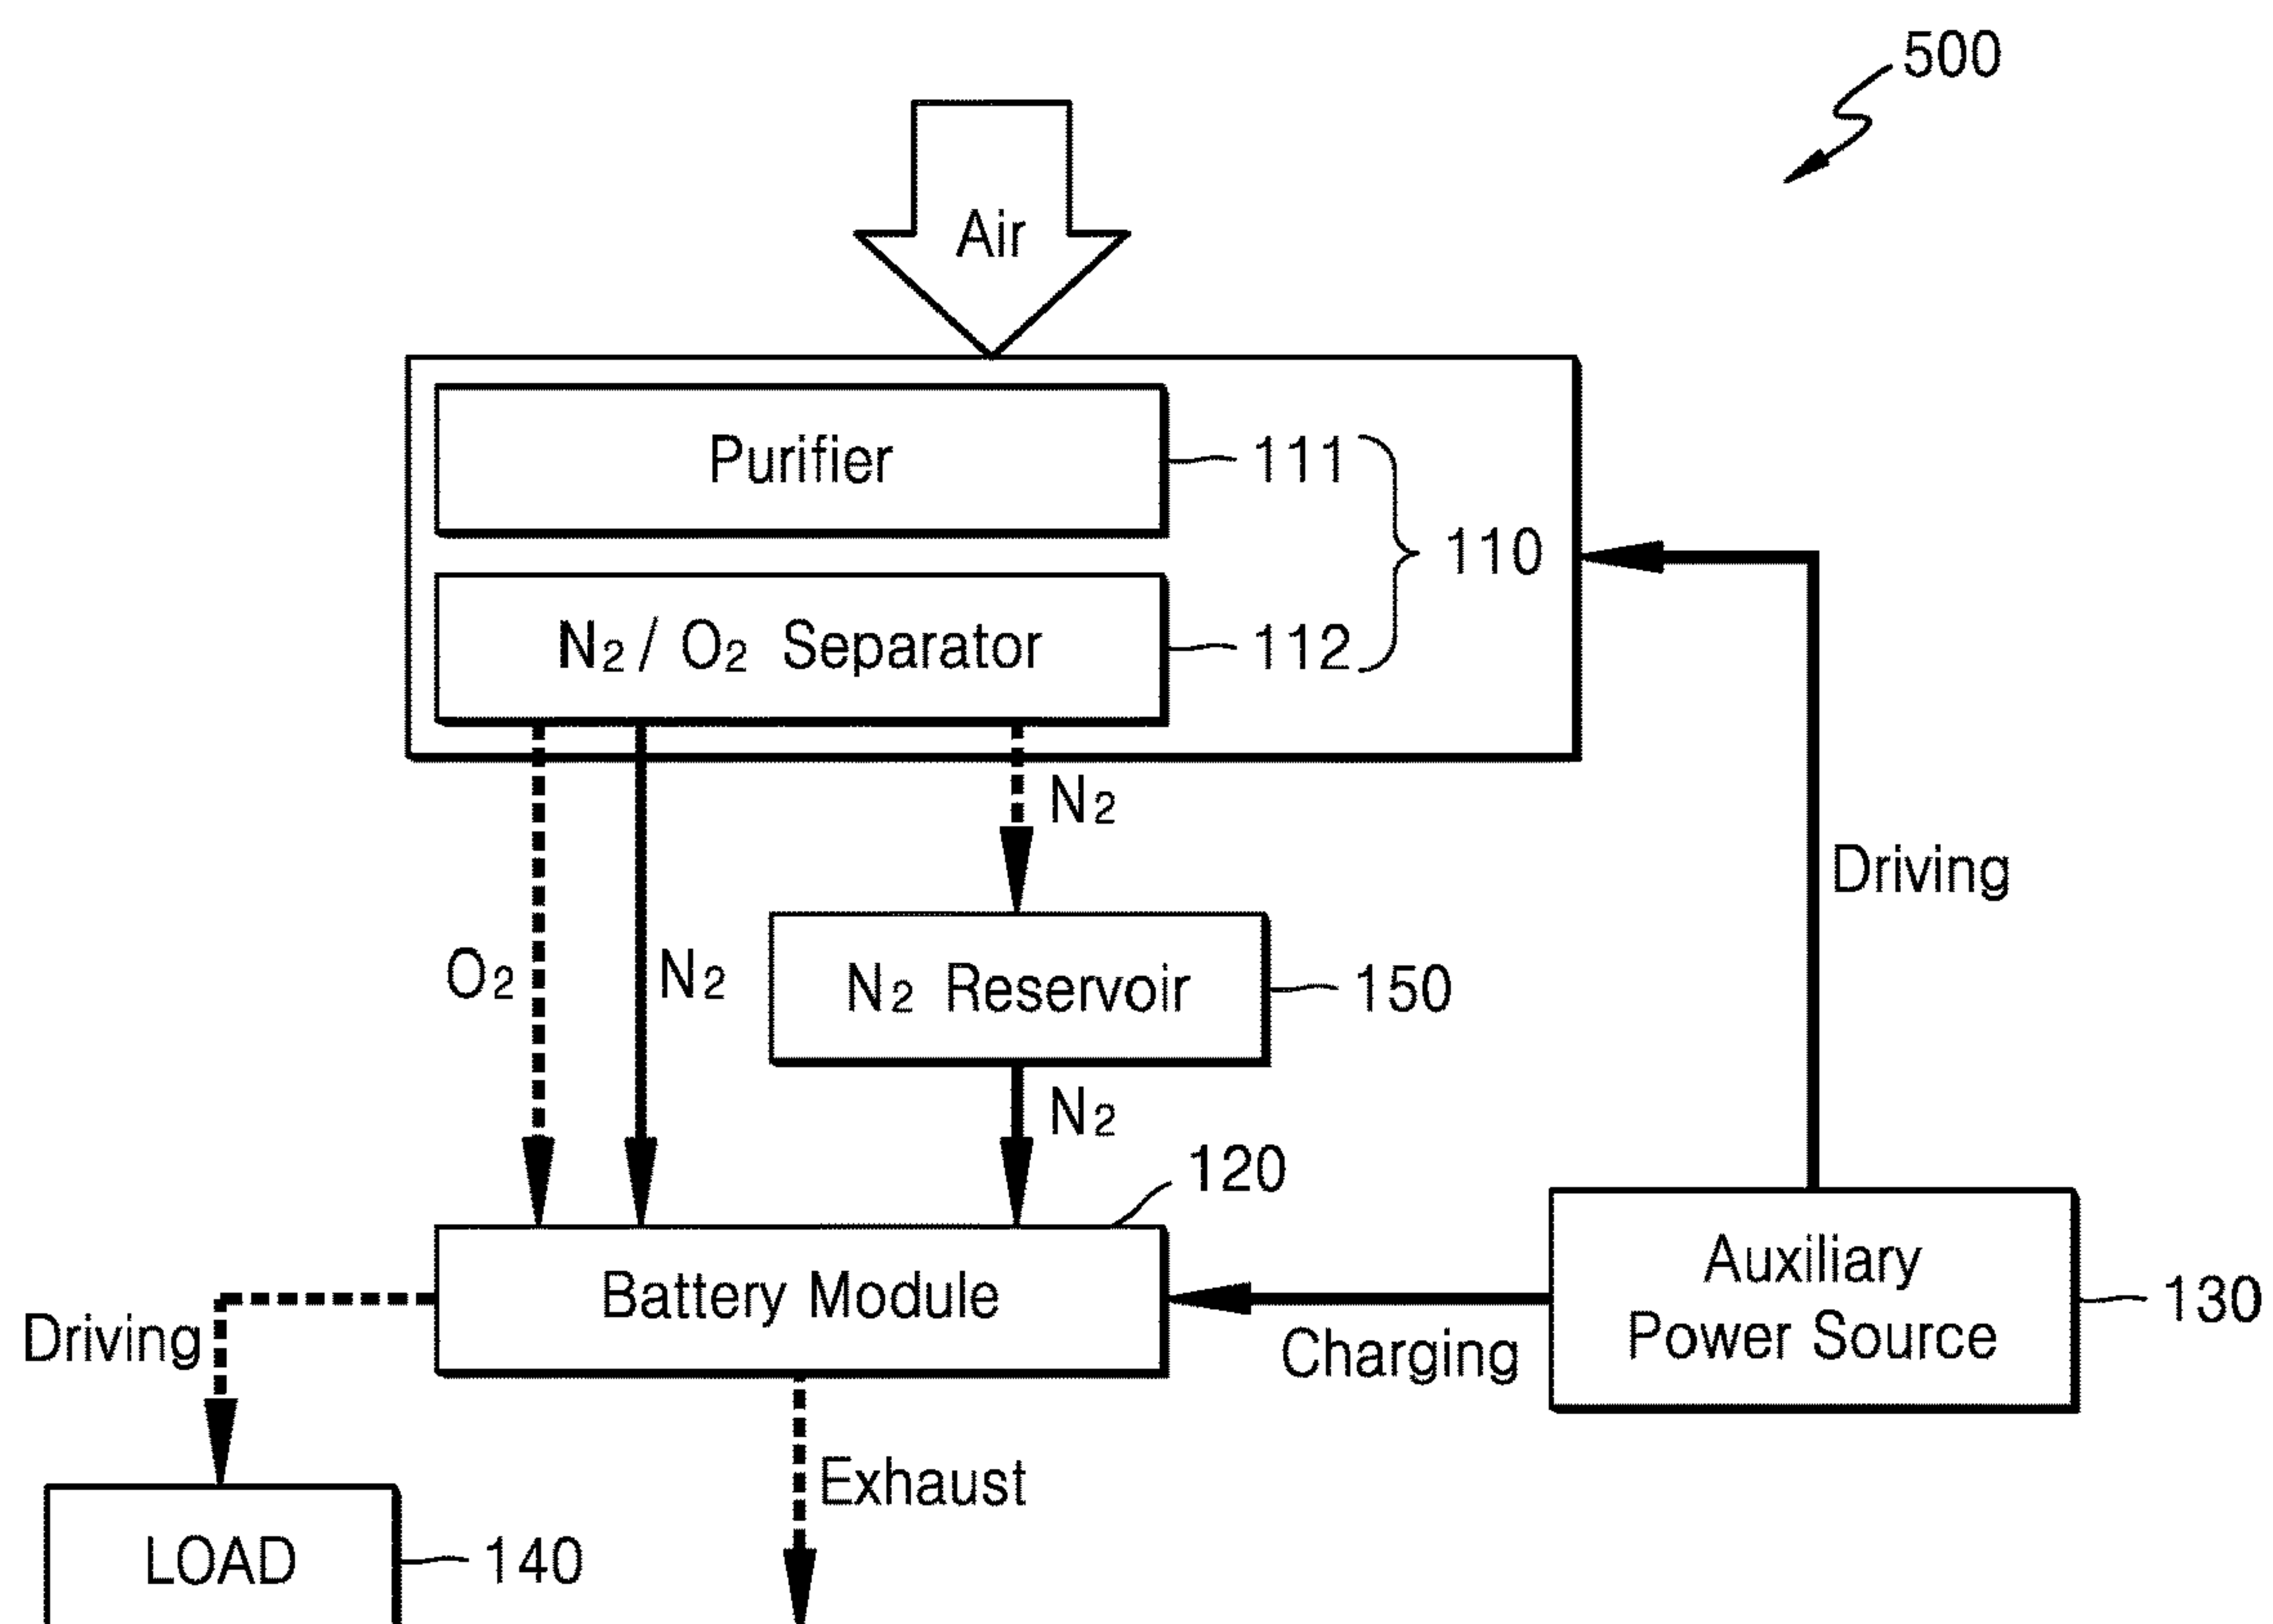 500
Air
Purifier
111
110
N₂ / O₂ Separator
112
N₂
Driving
O₂
N₂
N₂ Reservoir
150
N₂
120
Battery Module
Auxiliary
Power Source
130
Driving
Charging
Exhaust
LOAD
140